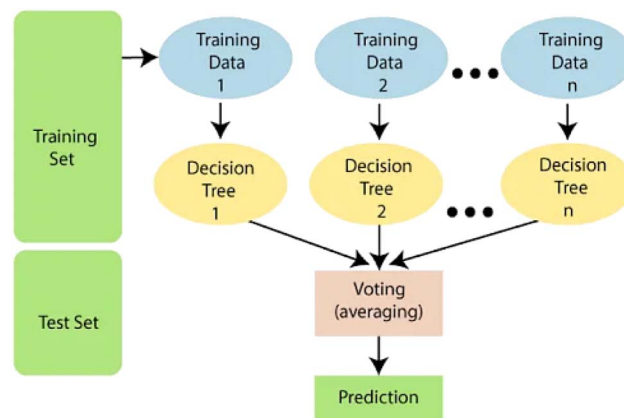 Training
Set
Training
Data
1
Training
Data
2
Training
Data
n
Decision
Tree
1
Decision
Tree
2
Decision
Tree
n
Test Set
Voting
(averaging)
Prediction